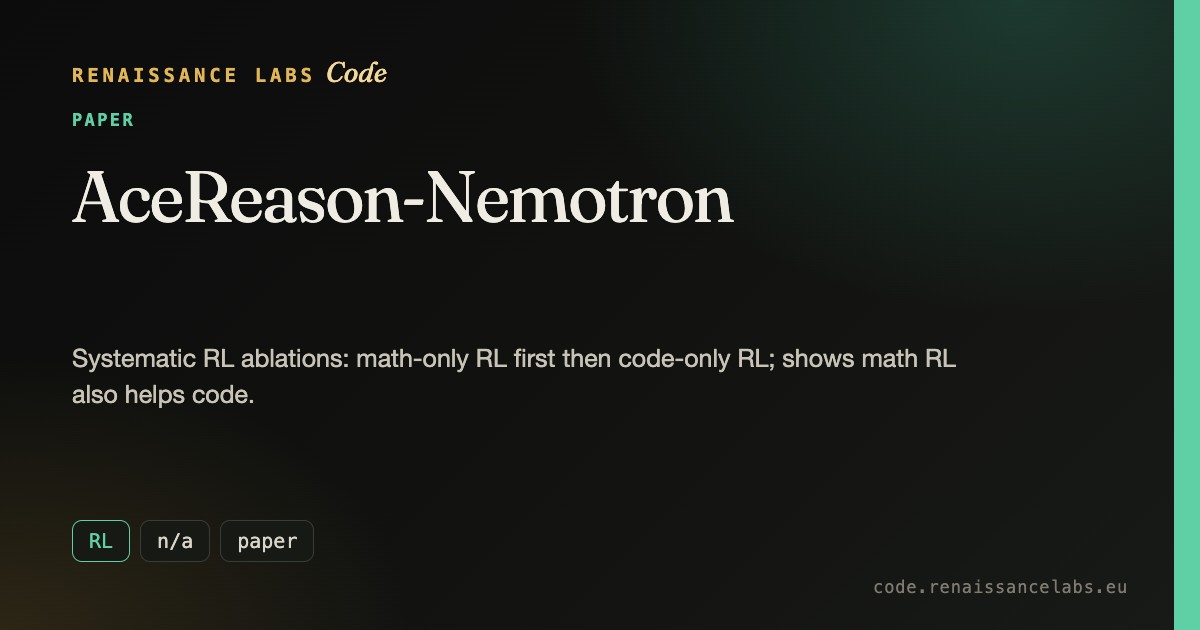 RENAISSANCE LABS Code
PAPER
AceReason-Nemotron
Systematic RL ablations: math-only RL first then code-only RL; shows math RL
also helps code.
RL n/a paper
code.renaissancelabs.eu